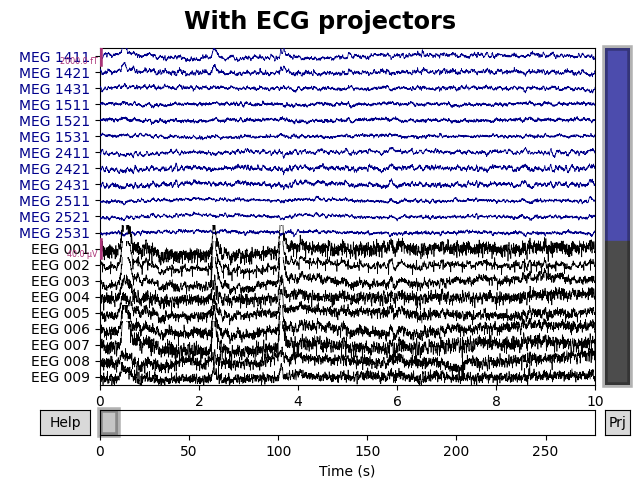 With ECG projectors
MEG 1411
MEG 1421
MEG 1431
MEG 1511
MEG 1521
MEG 1531
MEG 2411
MEG 2421
MEG 2431
MEG 2511
MEG 2521
MEG 2531
EEG 001
EEG 002
EEG 003
EEG 004
EEG 005
EEG 006
EEG 007
EEG 008
EEG 009
0 2 4 6 8 10
Help
Prj
0 50 100 150 200 250
Time (s)